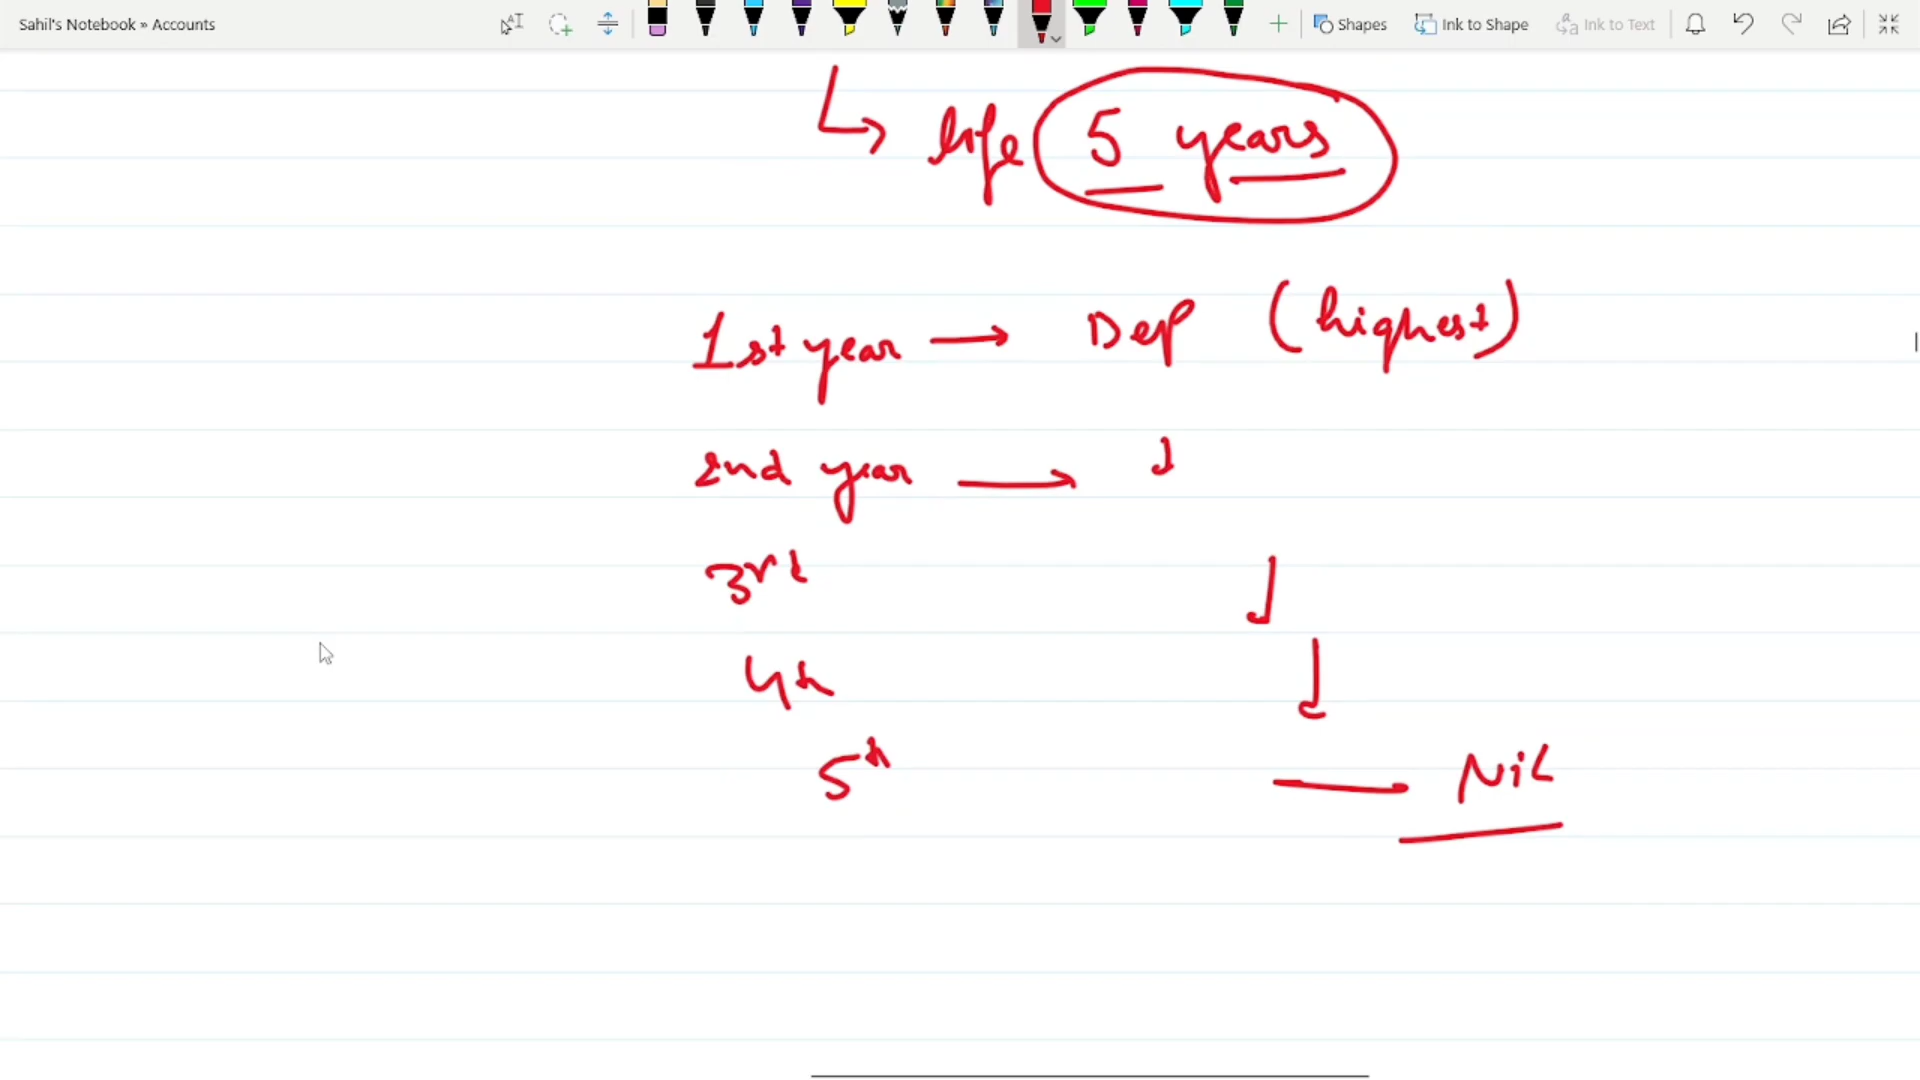 Sahil's Notebook » Accounts
Shapes
Ink to Shape
Ink to Text
↳ life 5 years
1st year → Dep (highest)
2nd year → ↓
3rd ↓
4th ↓
5th — Nil